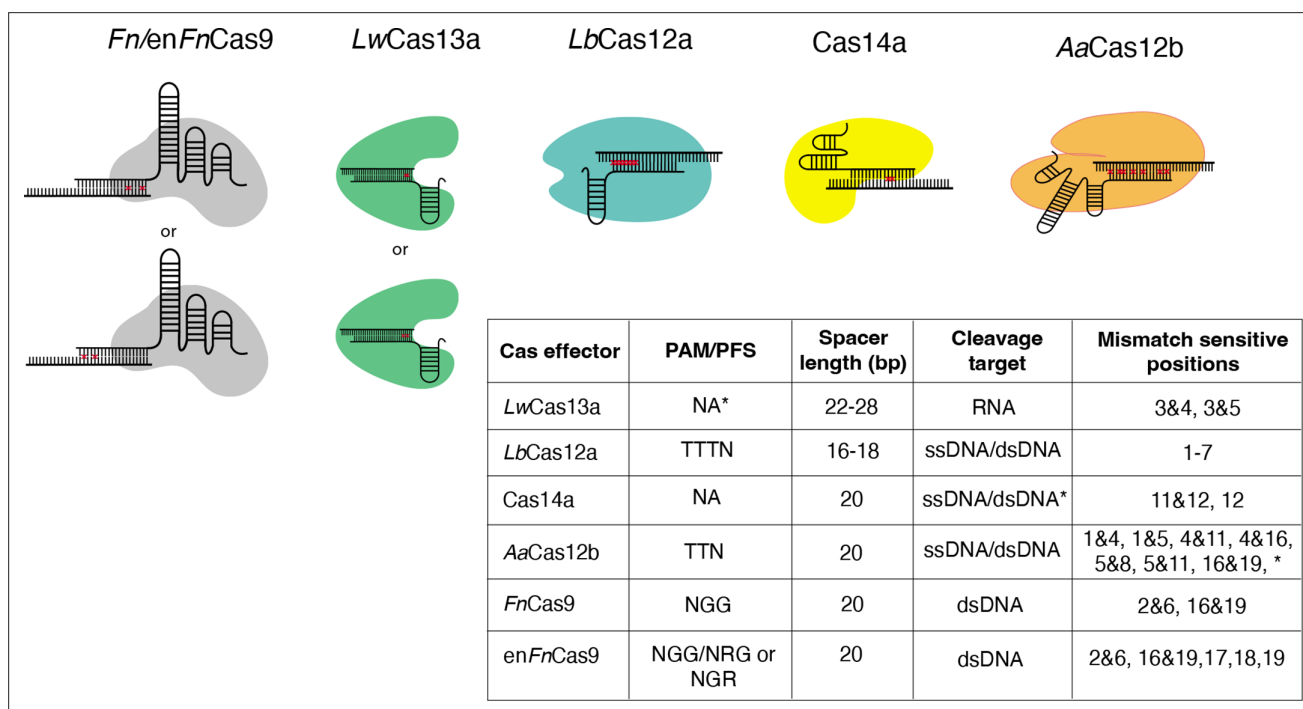 Fn/enFnCas9 LwCas13a LbCas12a Cas14a AaCas12b
or or
Cas effector PAM/PFS Spacer length (bp) Cleavage target Mismatch sensitive positions
LwCas13a NA* 22-28 RNA 3&4, 3&5
LbCas12a TTTN 16-18 ssDNA/dsDNA 1-7
Cas14a NA 20 ssDNA/dsDNA* 11&12, 12
AaCas12b TTN 20 ssDNA/dsDNA 1&4, 1&5, 4&11, 4&16, 5&8, 5&11, 16&19, *
FnCas9 NGG 20 dsDNA 2&6, 16&19
enFnCas9 NGG/NRG or NGR 20 dsDNA 2&6, 16&19,17,18,19